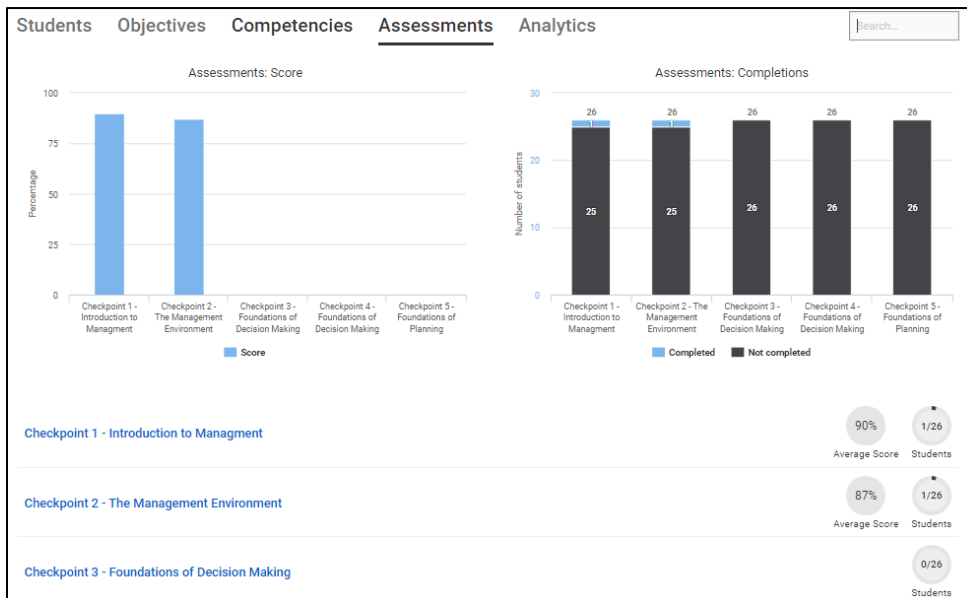 Students Objectives Competencies Assessments Analytics Search...
Assessments: Score
Percentage
100
75
50
25
0
Checkpoint 1 -
Introduction to
Managment
Checkpoint 2 -
The Management
Environment
Checkpoint 3 -
Foundations of
Decision Making
Checkpoint 4 -
Foundations of
Decision Making
Checkpoint 5 -
Foundations of
Planning
Score
Assessments: Completions
Number of students
30
20
10
0
26
1
25
26
1
25
26
26
26
26
26
26
Checkpoint 1 -
Introduction to
Managment
Checkpoint 2 - The
Management
Environment
Checkpoint 3 -
Foundations of
Decision Making
Checkpoint 4 -
Foundations of
Decision Making
Checkpoint 5 -
Foundations of
Planning
Completed Not completed
Checkpoint 1 - Introduction to Managment
90%
Average Score
1/26
Students
Checkpoint 2 - The Management Environment
87%
Average Score
1/26
Students
Checkpoint 3 - Foundations of Decision Making
0/26
Students